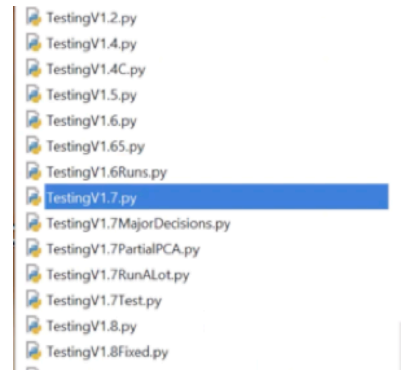 TestingV1.2.py
TestingV1.4.py
TestingV1.4C.py
TestingV1.5.py
TestingV1.6.py
TestingV1.65.py
TestingV1.6Runs.py
TestingV1.7.py
TestingV1.7MajorDecisions.py
TestingV1.7PartialPCA.py
TestingV1.7RunALot.py
TestingV1.7Test.py
TestingV1.8.py
TestingV1.8Fixed.py